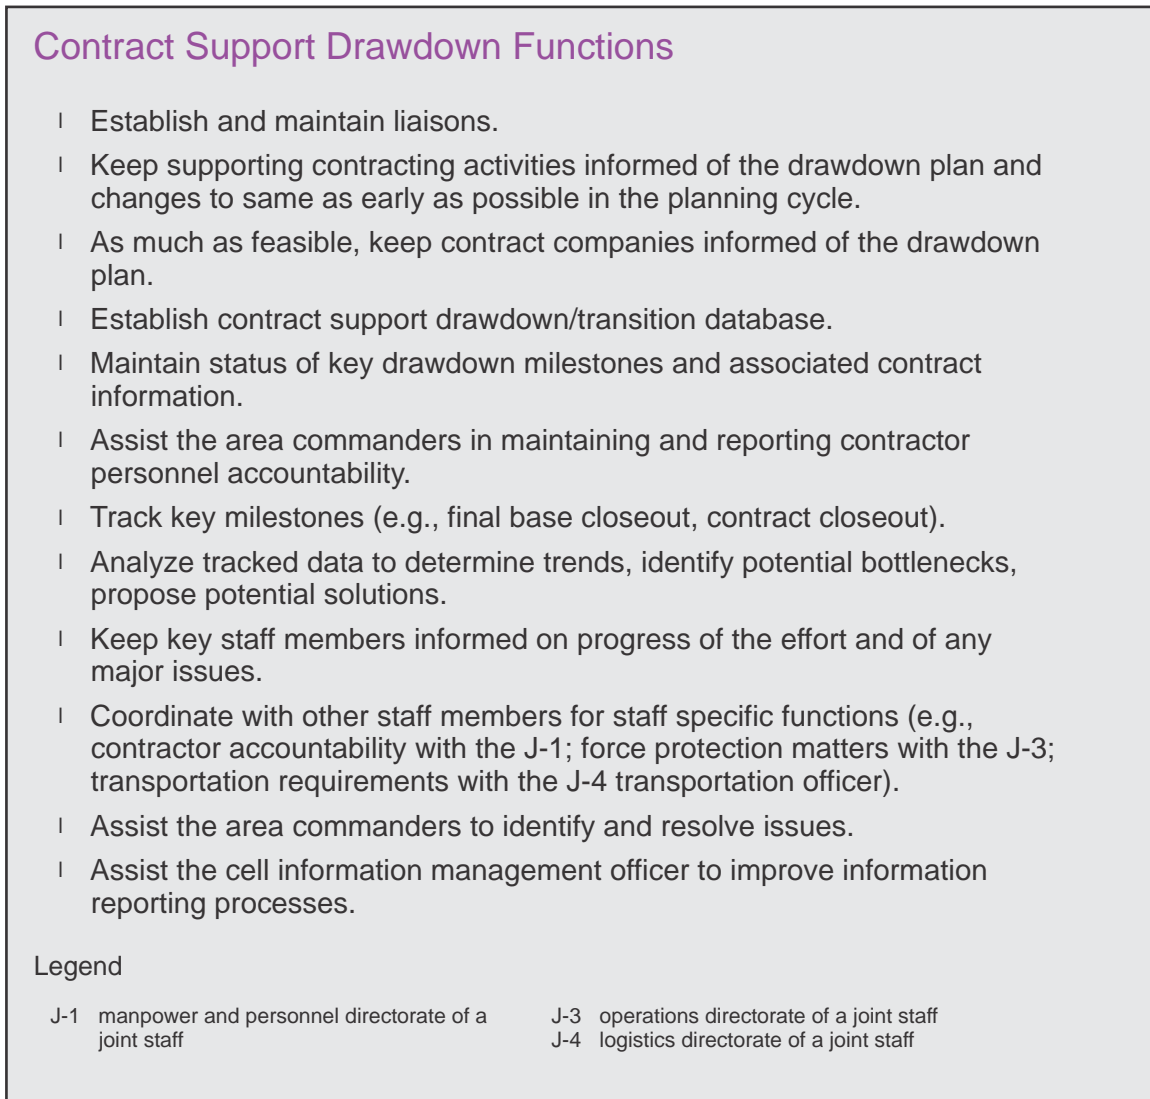 Contract Support Drawdown Functions
l Establish and maintain liaisons.
l Keep supporting contracting activities informed of the drawdown plan and
changes to same as early as possible in the planning cycle.
l As much as feasible, keep contract companies informed of the drawdown
plan.
l Establish contract support drawdown/transition database.
l Maintain status of key drawdown milestones and associated contract
information.
l Assist the area commanders in maintaining and reporting contractor
personnel accountability.
l Track key milestones (e.g., final base closeout, contract closeout).
l Analyze tracked data to determine trends, identify potential bottlenecks,
propose potential solutions.
l Keep key staff members informed on progress of the effort and of any
major issues.
l Coordinate with other staff members for staff specific functions (e.g.,
contractor accountability with the J-1; force protection matters with the J-3;
transportation requirements with the J-4 transportation officer).
l Assist the area commanders to identify and resolve issues.
l Assist the cell information management officer to improve information
reporting processes.
Legend
J-1 manpower and personnel directorate of a
joint staff
J-3 operations directorate of a joint staff
J-4 logistics directorate of a joint staff